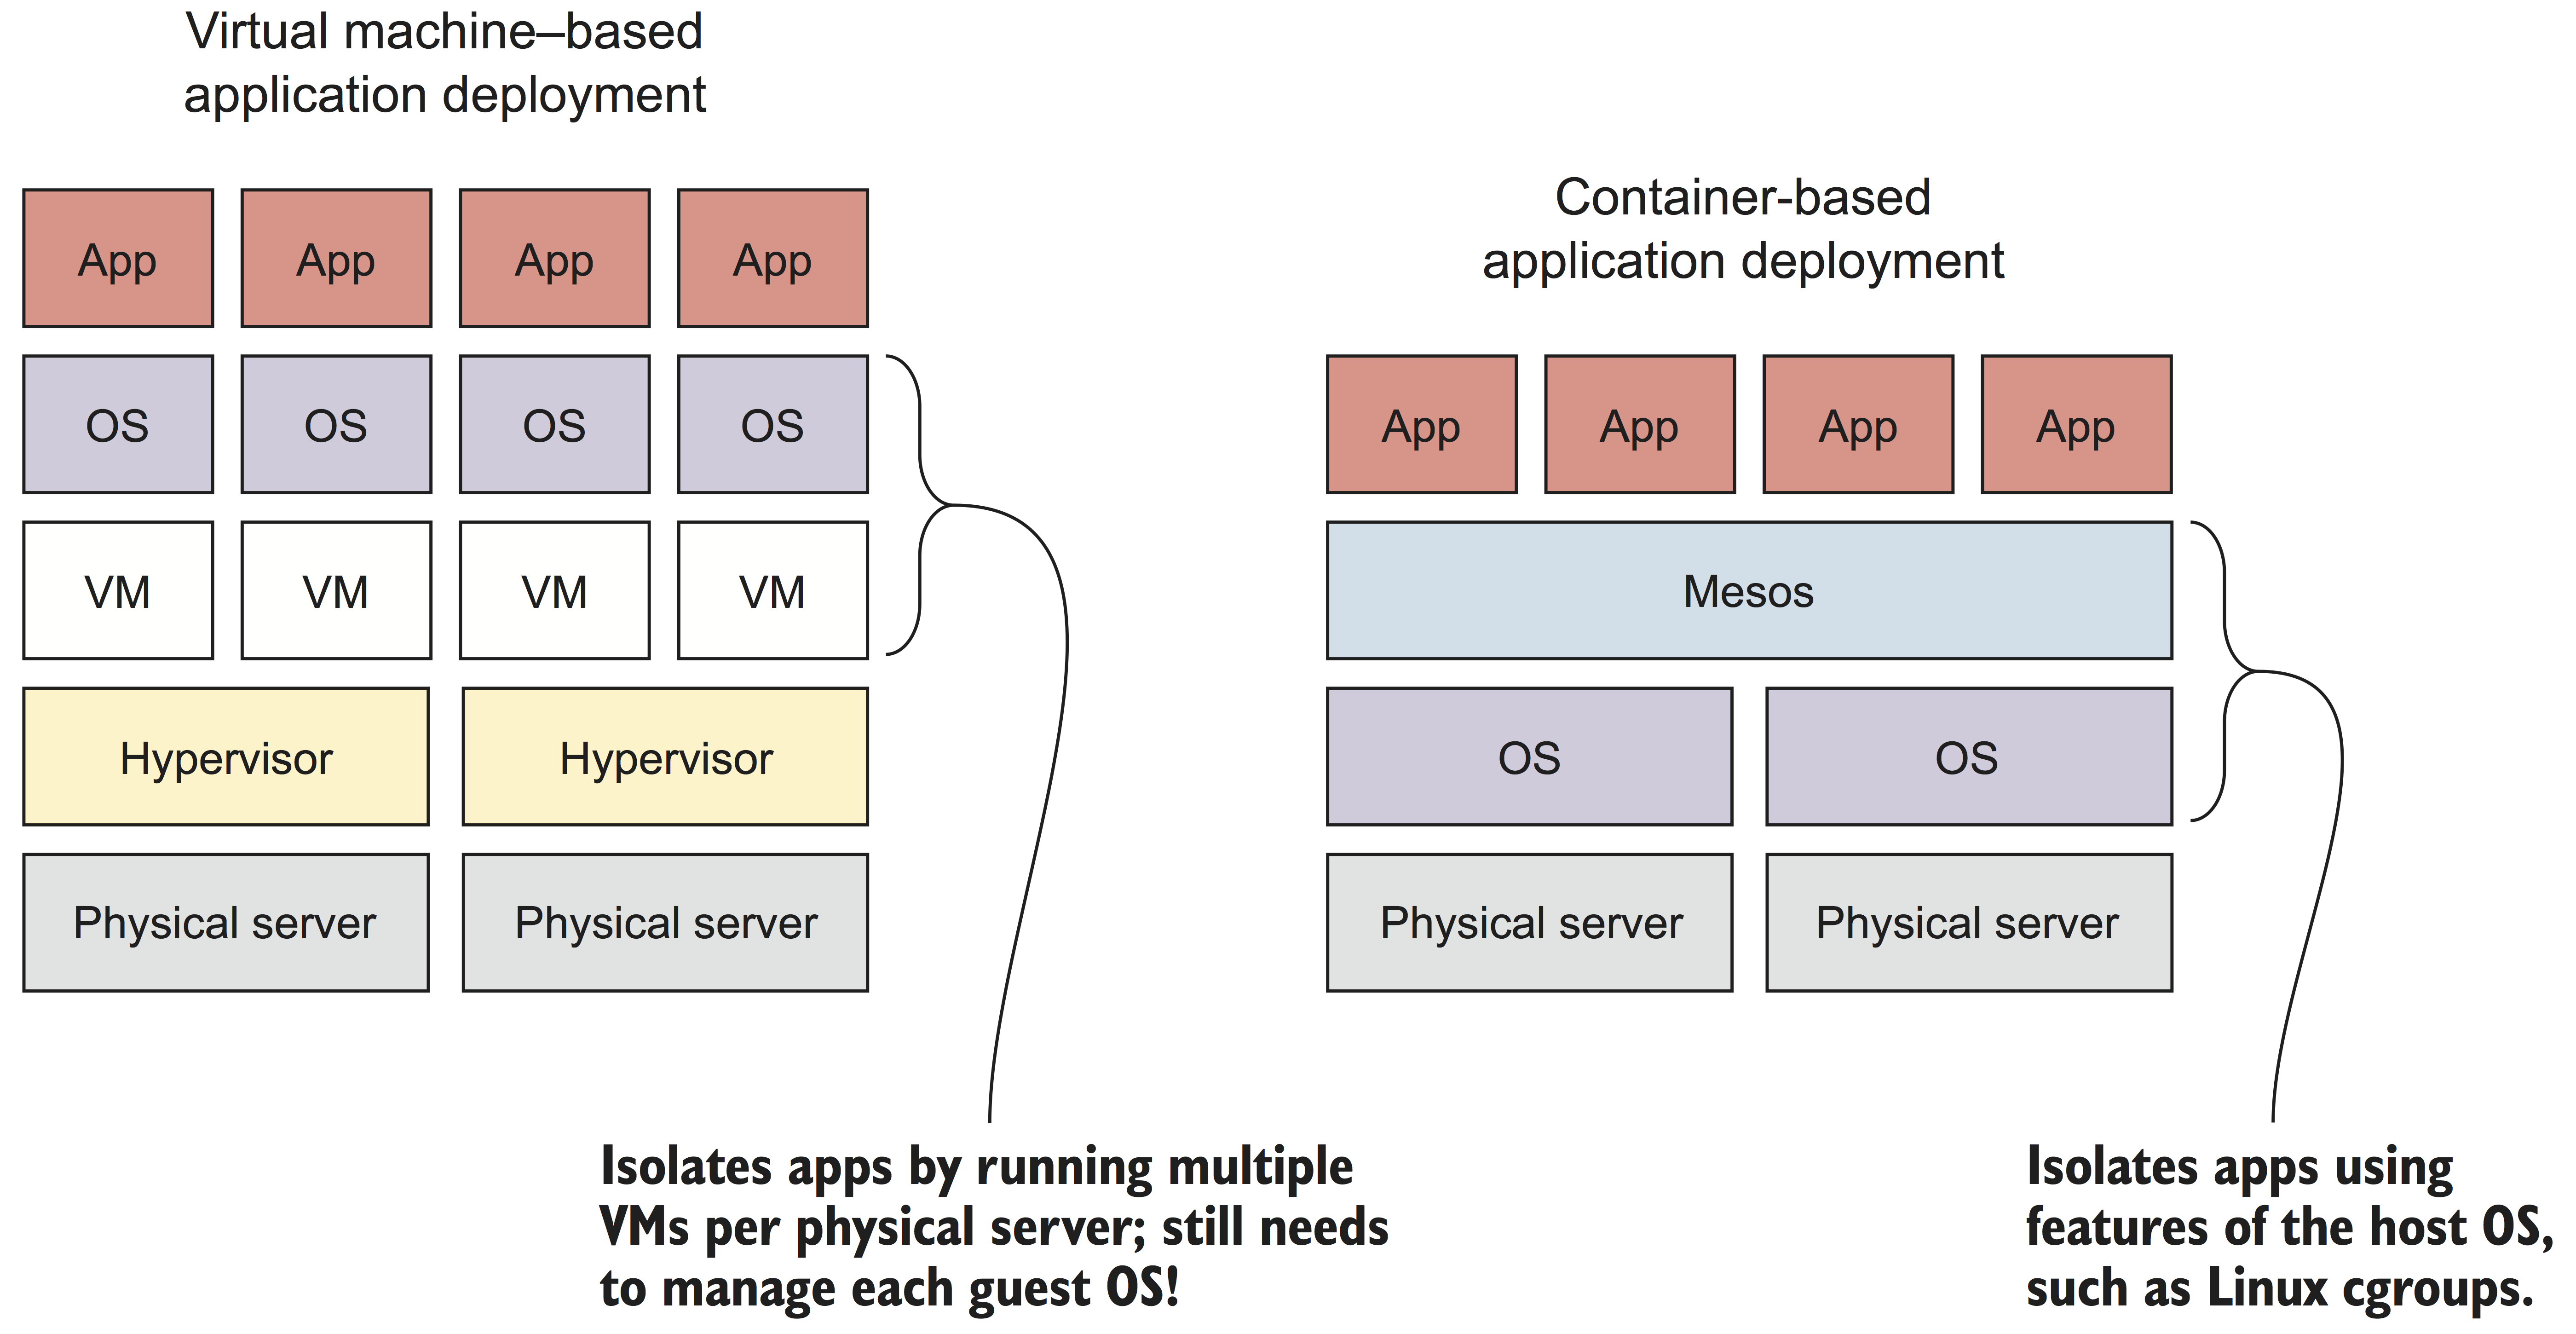 Virtual machine–based
application deployment
App App App App
OS OS OS OS
VM VM VM VM
Hypervisor Hypervisor
Physical server Physical server
Isolates apps by running multiple
VMs per physical server; still needs
to manage each guest OS!
Container-based
application deployment
App App App App
Mesos
OS OS
Physical server Physical server
Isolates apps using
features of the host OS,
such as Linux cgroups.